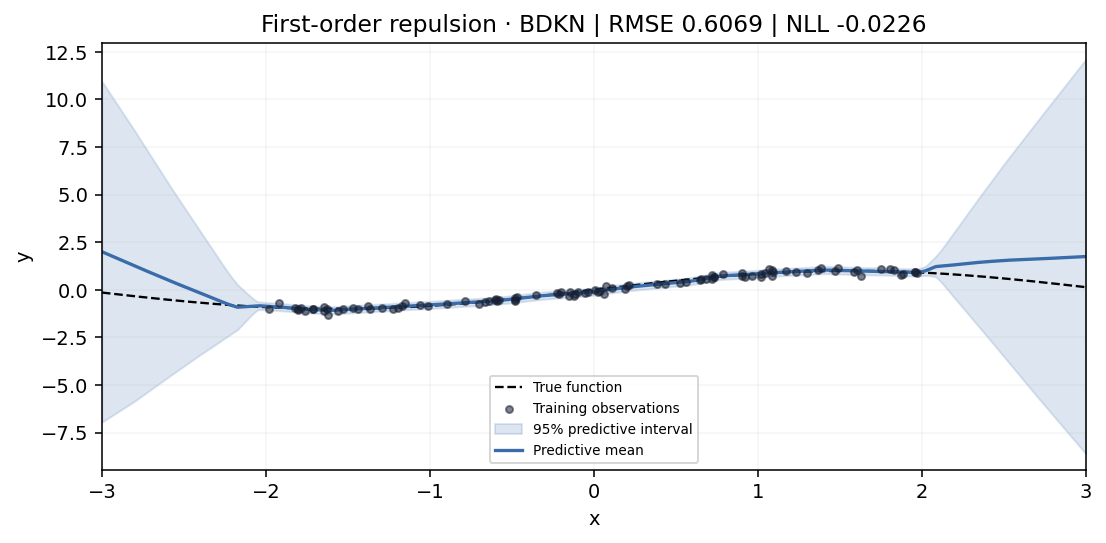 First-order repulsion · BDKN | RMSE 0.6069 | NLL -0.0226
12.5
10.0
7.5
5.0
2.5
0.0
−2.5
−5.0
−7.5
y
True function
Training observations
95% predictive interval
Predictive mean
−3
−2
−1
0
1
2
3
x